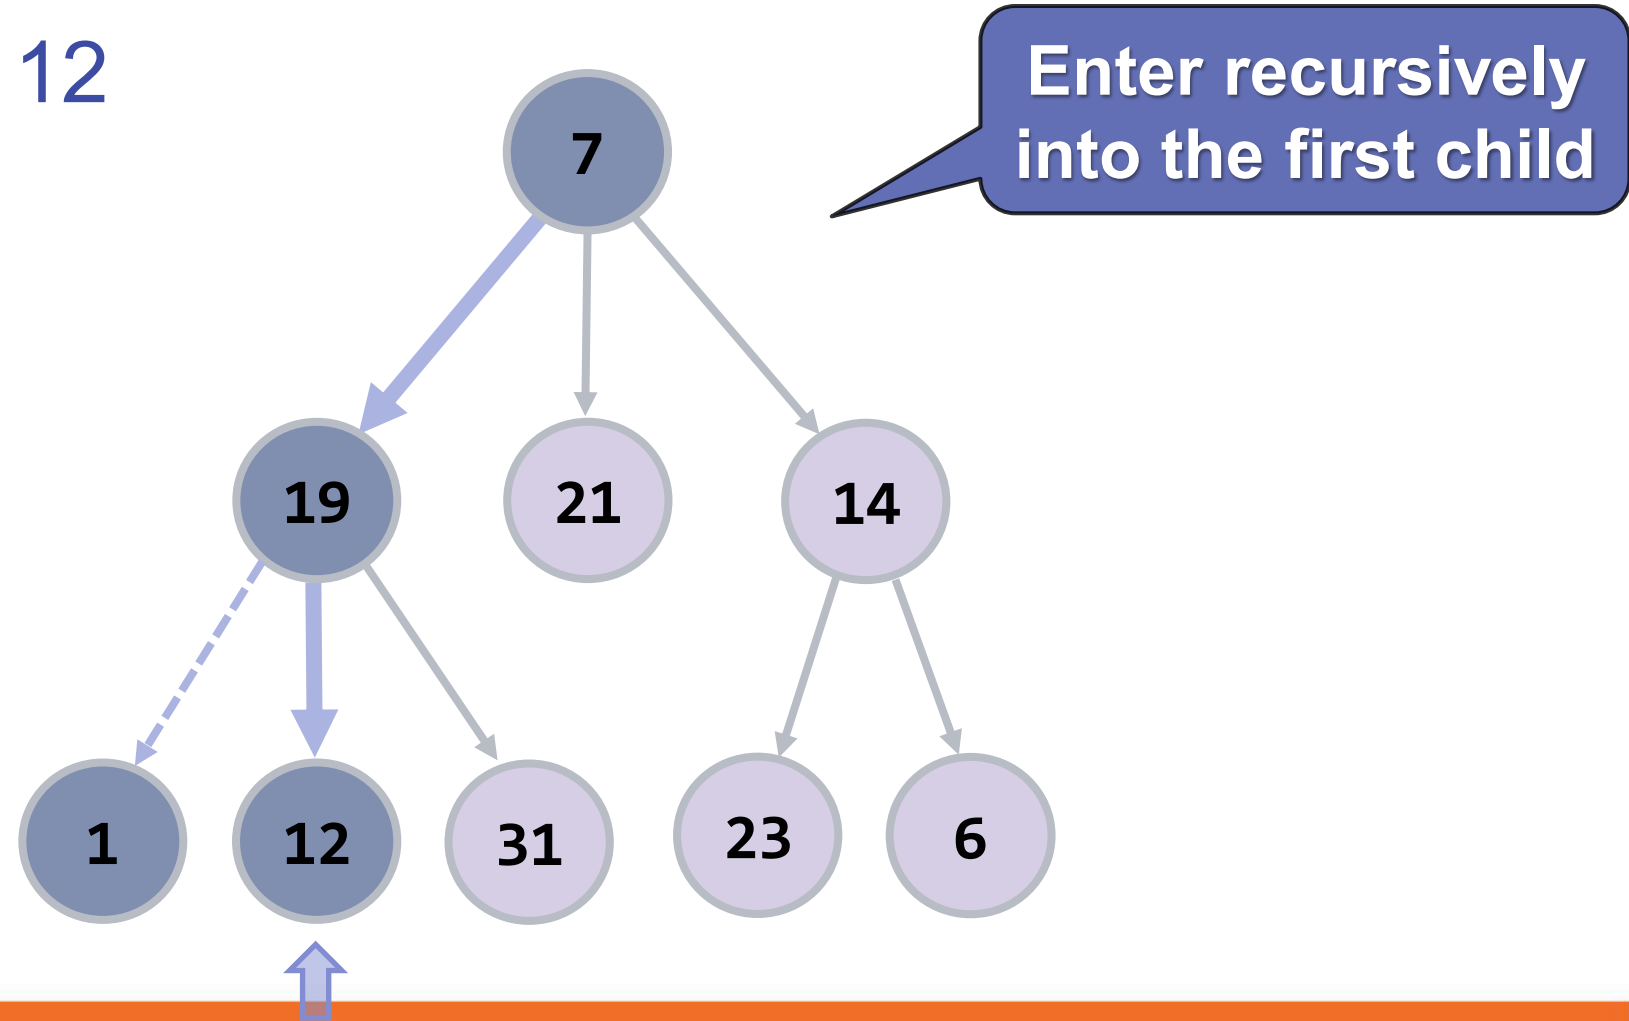 12
Enter recursively
into the first child
7
19 21 14
1 12 31 23 6